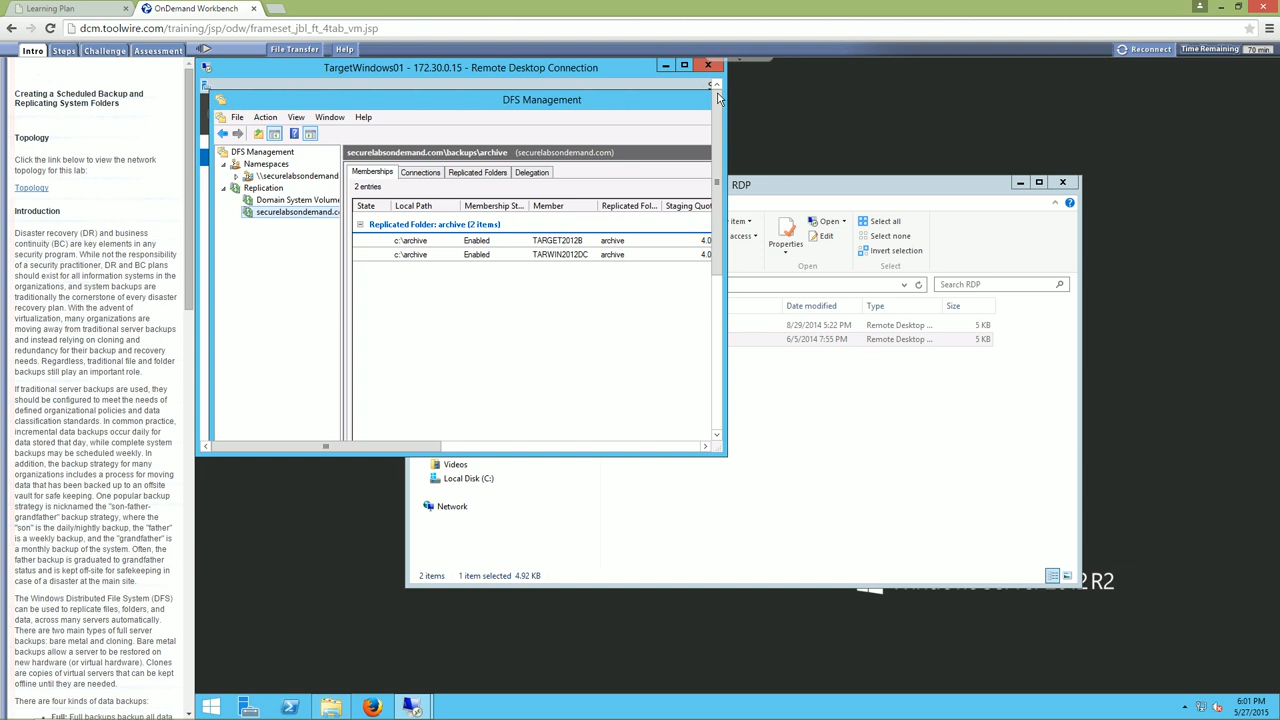 Learning Plan
OnDemand Workbench
dcm.toolwire.com/training/jsp/odw/frameset_jbl_ft_4tab_vm.jsp
Intro
Steps
Challenge
Assessment
File Transfer
Help
Reconnect
Time Remaining
70 min
Creating a Scheduled Backup and
Replicating System Folders
Topology
Click the link below to view the network
topology for this lab:
Topology
Introduction
Disaster recovery (DR) and business
continuity (BC) are key elements in any
security program. While not the responsibility
of a security practitioner, DR and BC plans
should exist for all information systems in the
organizations, and system backups are
traditionally the cornerstone of every disaster
recovery plan. With the advent of
virtualization, many organizations are
moving away from traditional server backups
and instead relying on cloning and
redundancy for their backup and recovery
needs. Regardless, traditional file and folder
backups still play an important role.
If traditional server backups are used, they
should be configured to meet the needs of
defined organizational policies and data
classification standards. In common practice,
incremental data backups occur daily for
data stored that day, while complete system
backups may be scheduled weekly. In
addition, the backup strategy for many
organizations includes a process for moving
data that has been backed up to an offsite
vault for safe keeping. One popular backup
strategy is nicknamed the "son-father-
grandfather" backup strategy, where the
"son" is the daily/nightly backup, the "father"
is a weekly backup, and the "grandfather" is
a monthly backup of the system. Often, the
father backup is graduated to grandfather
status and is kept off-site for safekeeping in
case of a disaster at the main site.
The Windows Distributed File System (DFS)
can be used to replicate files, folders, and
data, across many servers automatically.
There are two main types of full server
backups: bare metal and cloning. Bare metal
backups allow a server to be restored on
new hardware (or virtual hardware). Clones
are copies of virtual servers that can be kept
offline until they are needed.
There are four kinds of data backups:
Full: Full backups backup all data
TargetWindows01 - 172.30.0.15 - Remote Desktop Connection
DFS Management
File Action View Window Help
DFS Management
Namespaces
\\securelabsondemand
Replication
Domain System Volume
securelabsondemand.co
securelabsondemand.com\backups\archive (securelabsondemand.com)
Memberships Connections Replicated Folders Delegation
2 entries
State Local Path Membership St... Member Replicated Fol... Staging Quot
Replicated Folder: archive (2 items)
c:\archive Enabled TARGET2012B archive 4.0
c:\archive Enabled TARWIN2012DC archive 4.0
RDP
item
access
Properties
Open
Edit
Open
Select all
Select none
Invert selection
Select
Search RDP
Date modified Type Size
8/29/2014 5:22 PM Remote Desktop ... 5 KB
6/5/2014 7:55 PM Remote Desktop ... 5 KB
Videos
Local Disk (C:)
Network
2 items 1 item selected 4.92 KB
6:01 PM
5/27/2015